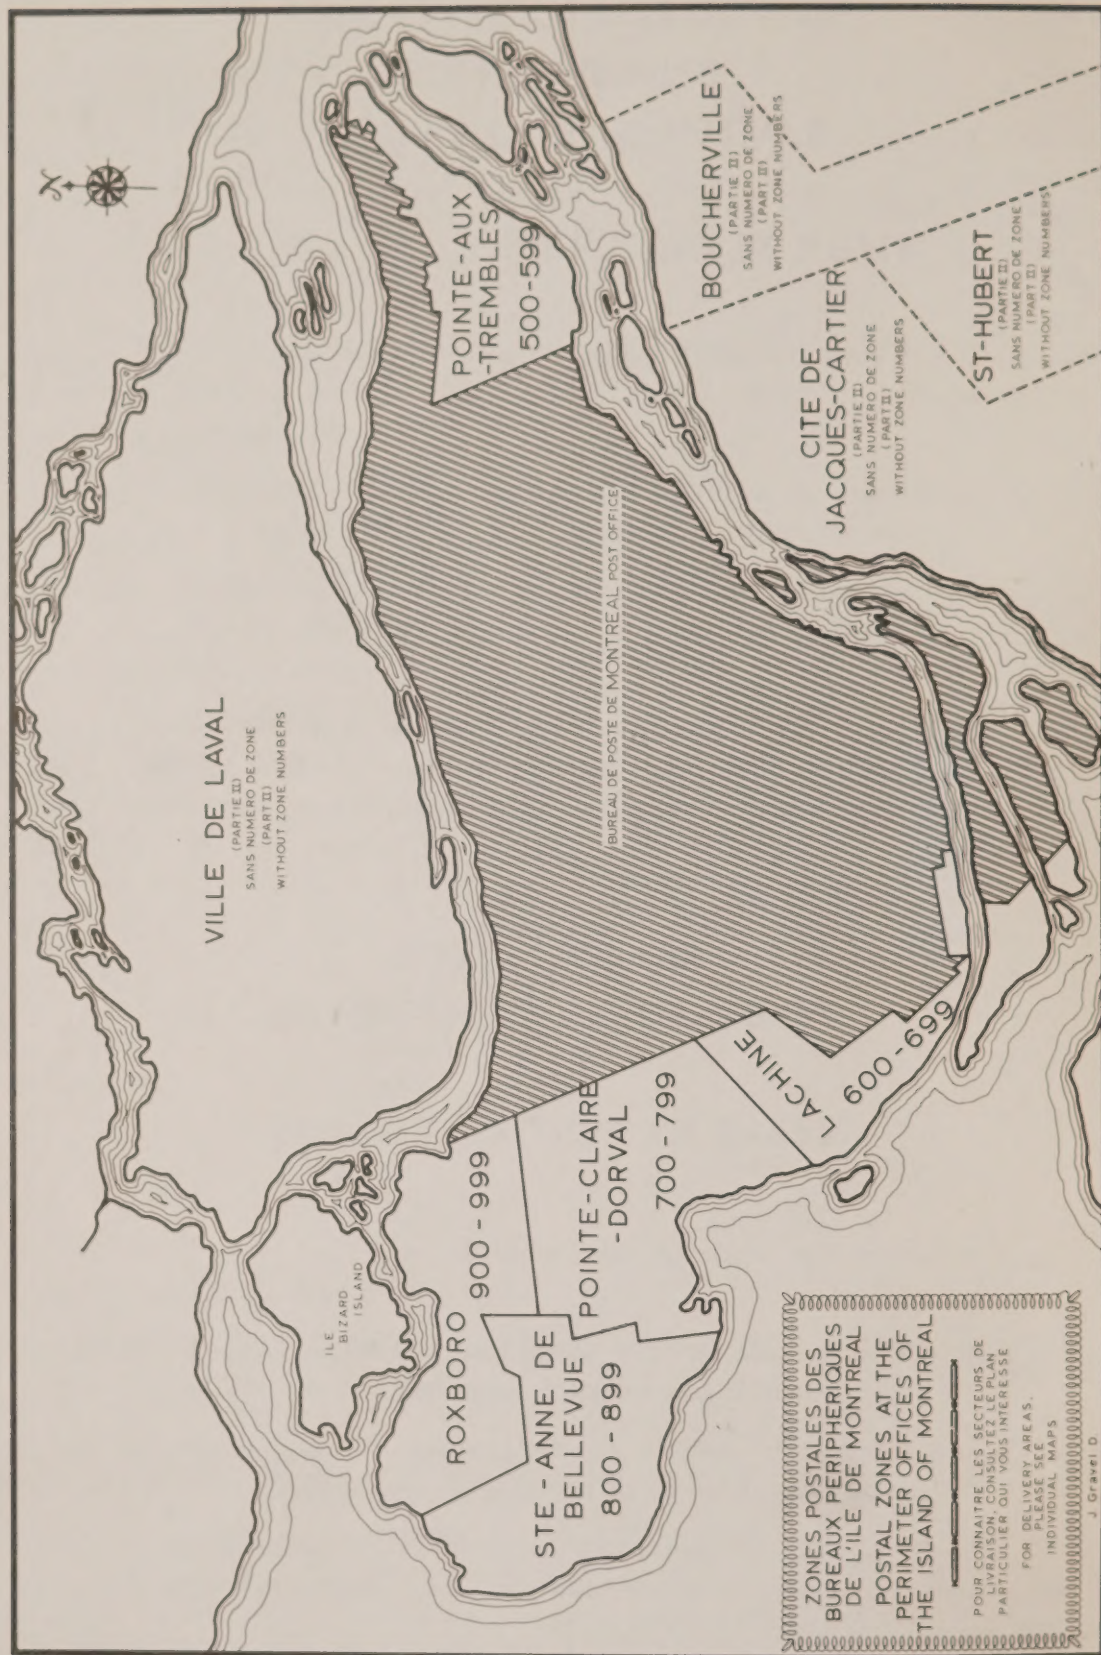 N
VILLE DE LAVAL
(PARTIE II)
SANS NUMERO DE ZONE
(PART II)
WITHOUT ZONE NUMBERS
ILE
BIZARD
ISLAND
ROXBORO 900-999
STE-ANNE DE
BELLEVUE
800-899
POINTE-CLAIRE
-DORVAL
700-799
LACHINE
600-699
BUREAU DE POSTE DE MONTREAL POST OFFICE
POINTE-AUX
-TREMBLES
500-599
BOUCHERVILLE
(PARTIE II)
SANS NUMERO DE ZONE
(PART II)
WITHOUT ZONE NUMBERS
CITE DE
JACQUES-CARTIER
(PARTIE II)
SANS NUMERO DE ZONE
(PART II)
WITHOUT ZONE NUMBERS
ST-HUBERT
(PARTIE II)
SANS NUMERO DE ZONE
(PART II)
WITHOUT ZONE NUMBERS
ZONES POSTALES DES
BUREAUX PERIPHERIQUES
DE L'ILE DE MONTREAL
POSTAL ZONES AT THE
PERIMETER OFFICES OF
THE ISLAND OF MONTREAL
POUR CONNAITRE LES SECTEURS DE
LIVRAISON, CONSULTEZ LE PLAN
PARTICULIER QUI VOUS INTERESSE
FOR DELIVERY AREAS,
PLEASE SEE
INDIVIDUAL MAPS
J. Gravel D.